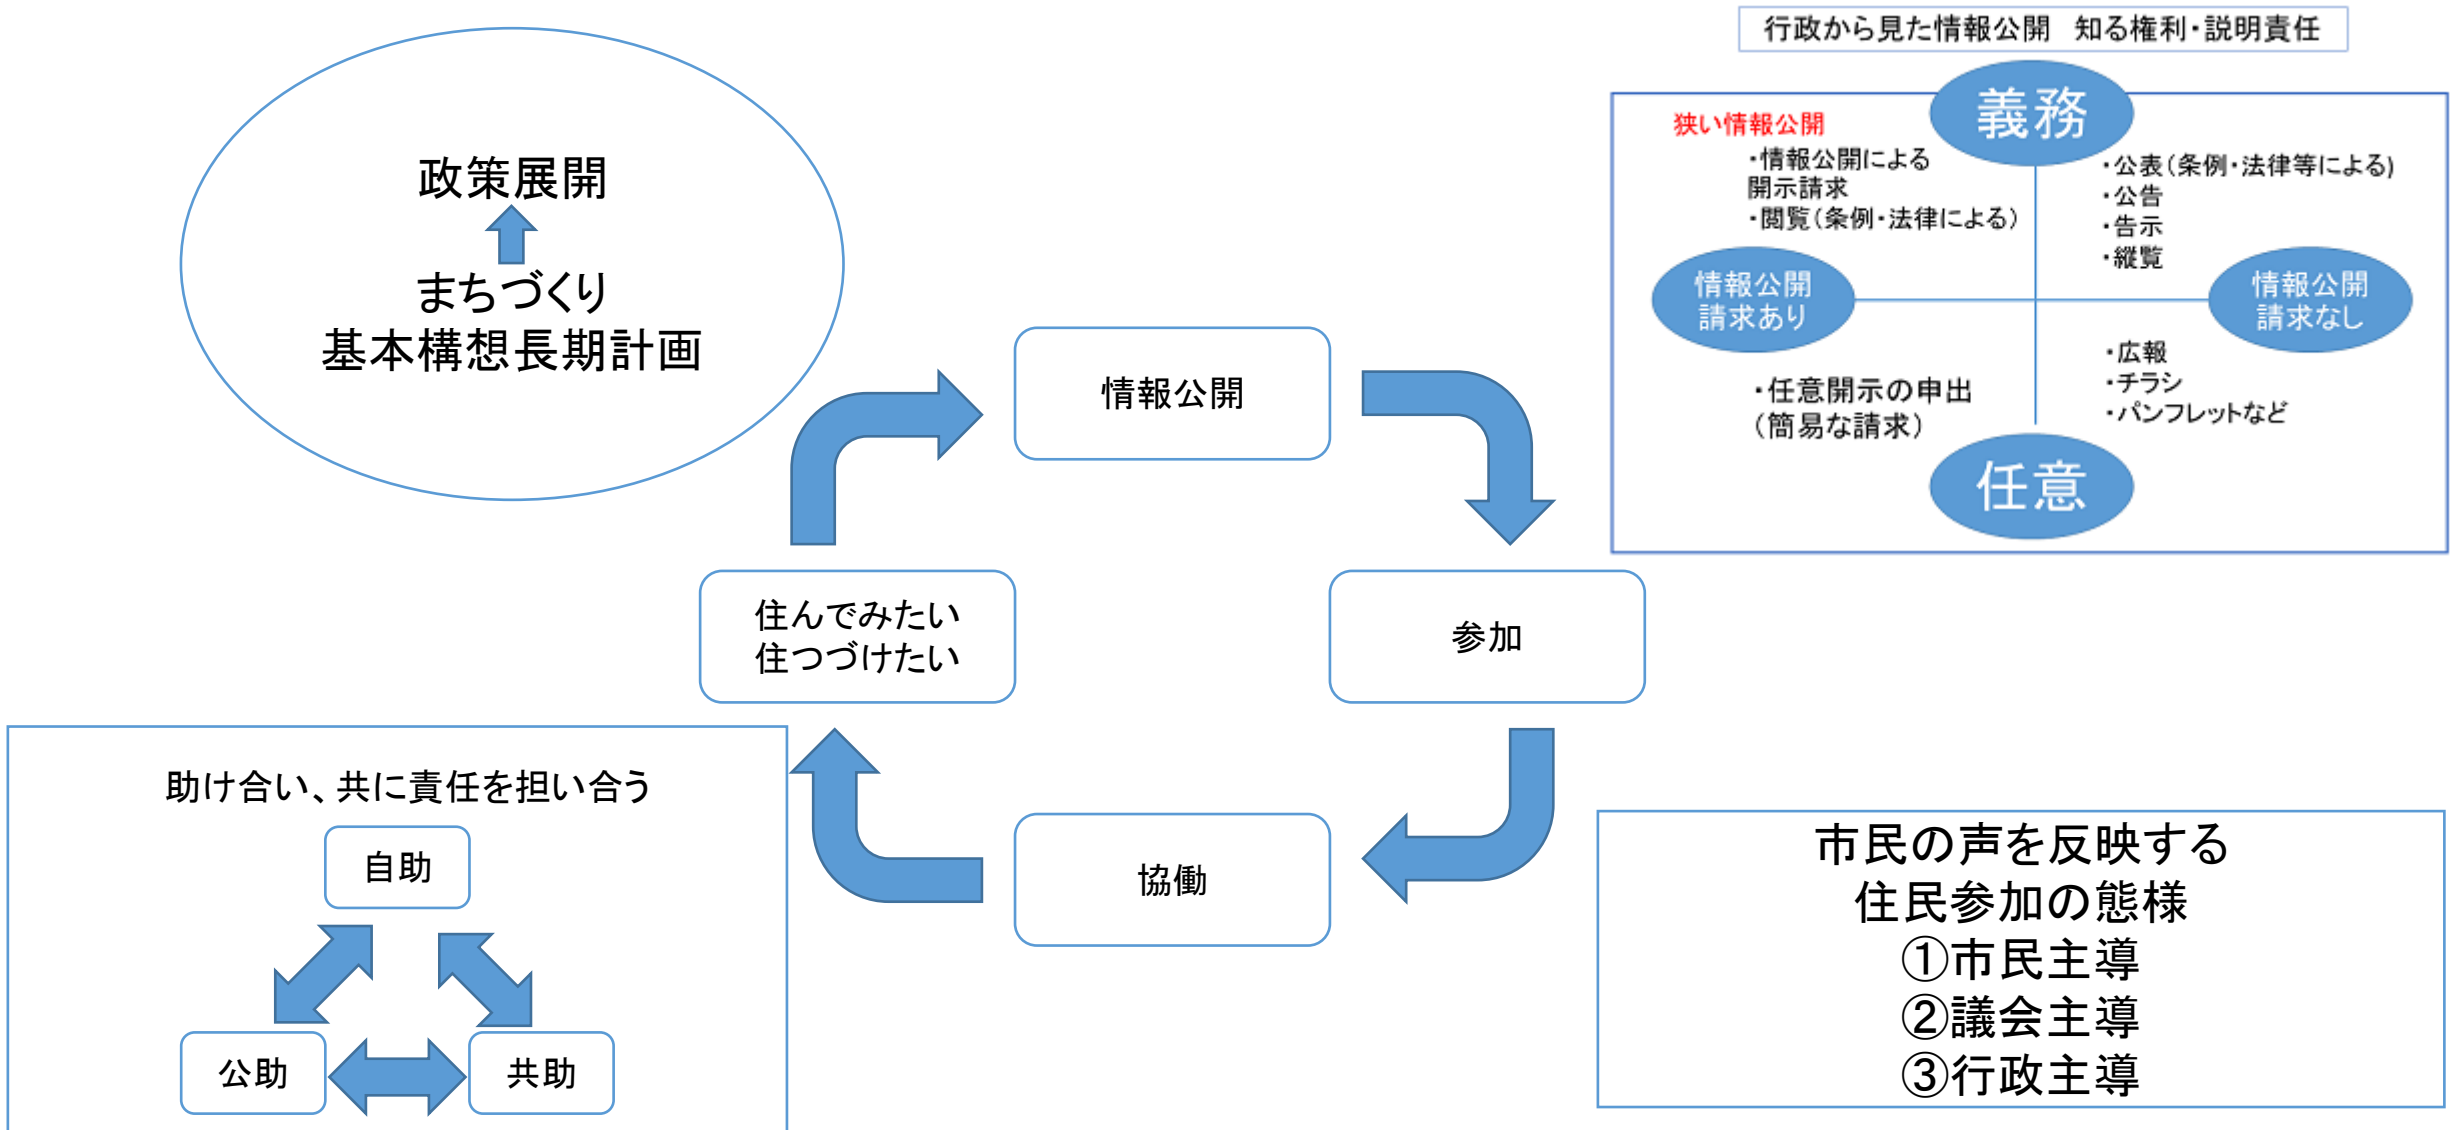 行政から見た情報公開　知る権利・説明責任
義務
狭い情報公開
・情報公開による
開示請求
・閲覧（条例・法律による）
・公表（条例・法律等による)
・公告
・告示
・縦覧
情報公開
請求あり
情報公開
請求なし
・任意開示の申出
（簡易な請求）
・広報
・チラシ
・パンフレットなど
任意
政策展開
まちづくり
基本構想長期計画
情報公開
住んでみたい
住つづけたい
参加
協働
助け合い、共に責任を担い合う
自助
公助
共助
市民の声を反映する
住民参加の態様
①市民主導
②議会主導
③行政主導